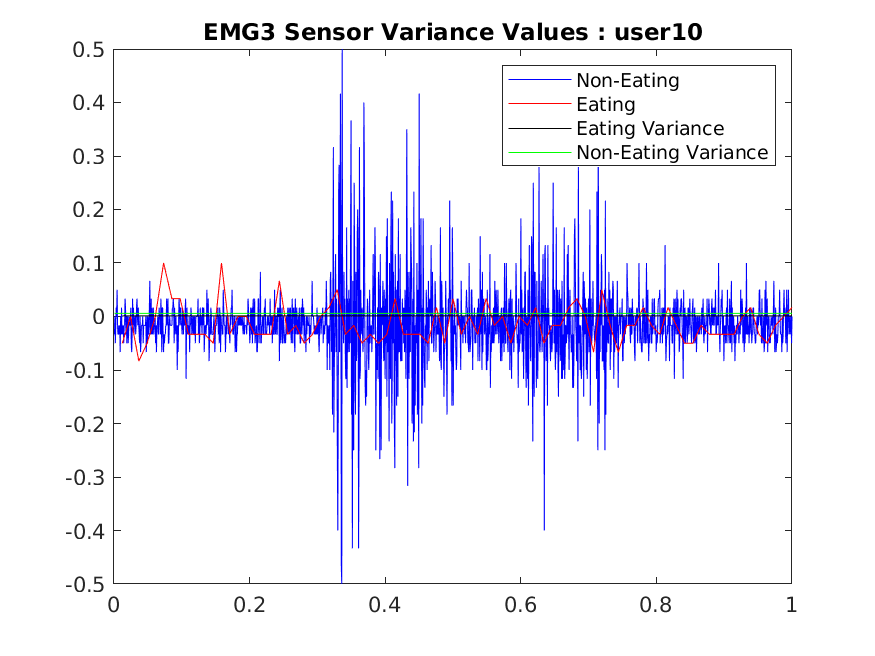 EMG3 Sensor Variance Values : user10
0.5
0.4
0.3
0.2
0.1
0
-0.1
-0.2
-0.3
-0.4
-0.5
Non-Eating
Eating
Eating Variance
Non-Eating Variance
0 0.2 0.4 0.6 0.8 1